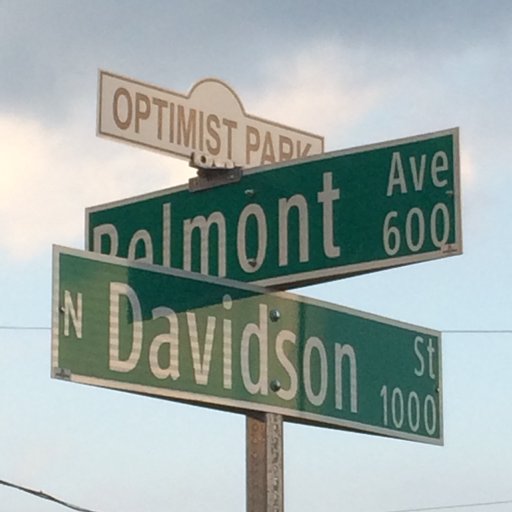 OPTIMIST PARK
Belmont Ave 600
N Davidson St 1000